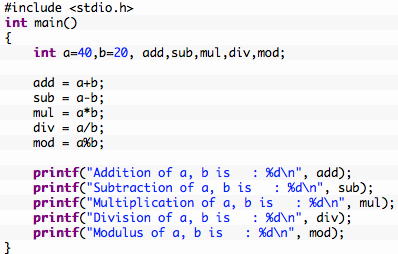 #include <stdio.h>
int main()
{
    int a=40,b=20, add,sub,mul,div,mod;

    add = a+b;
    sub = a-b;
    mul = a*b;
    div = a/b;
    mod = a%b;

    printf("Addition of a, b is   : %d\n", add);
    printf("Subtraction of a, b is   : %d\n", sub);
    printf("Multiplication of a, b is   : %d\n", mul);
    printf("Division of a, b is   : %d\n", div);
    printf("Modulus of a, b is   : %d\n", mod);
}